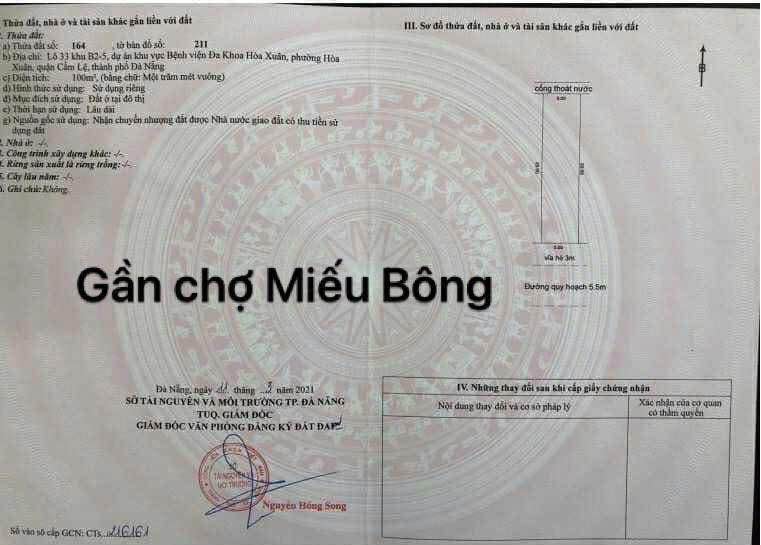 Thửa đất, nhà ở và tài sản khác gắn liền với đất
. Thửa đất:
a) Thửa đất số: 164 , tờ bản đồ số: 211
b) Địa chỉ: Lô 33 khu B2-5, dự án khu vực Bệnh viện Đa Khoa Hòa Xuân, phường Hòa
Xuân, quận Cẩm Lệ, thành phố Đà Nẵng
c) Diện tích: 100m², (bằng chữ: Một trăm mét vuông)
d) Hình thức sử dụng: Sử dụng riêng
đ) Mục đích sử dụng: Đất ở tại đô thị
e) Thời hạn sử dụng: Lâu dài
g) Nguồn gốc sử dụng: Nhận chuyển nhượng đất được Nhà nước giao đất có thu tiền sử
dụng đất
. Nhà ở: -/-.
. Công trình xây dựng khác: -/-.
. Rừng sản xuất là rừng trồng: -/-.
. Cây lâu năm: -/-.
. Ghi chú: Không.
Gần chợ Miếu Bông
Đà Nẵng, ngày tháng 3 năm 2021
SỞ TÀI NGUYÊN VÀ MÔI TRƯỜNG TP. ĐÀ NẴNG
TUQ. GIÁM ĐỐC
GIÁM ĐỐC VĂN PHÒNG ĐĂNG KÝ ĐẤT ĐAI
SỞ
TÀI NGUYÊN VÀ
MÔI TRƯỜNG
Nguyễn Hồng Song
Số vào sổ cấp GCN: CTs
III. Sơ đồ thửa đất, nhà ở và tài sản khác gắn liền với đất
cống thoát nước
5.00
5.00
vỉa hè 3m
Đường quy hoạch 5.5m
IV. Những thay đổi sau khi cấp giấy chứng nhận
Nội dung thay đổi và cơ sở pháp lý
Xác nhận của cơ quan
có thẩm quyền